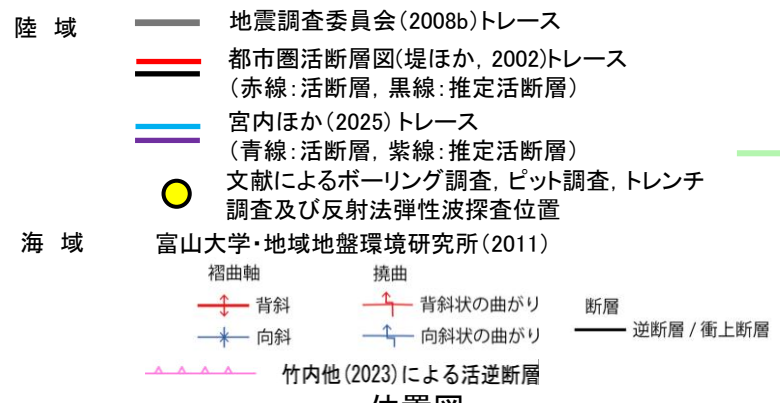 陸 域 地震調査委員会(2008b)トレース
都市圏活断層図(堤ほか, 2002)トレース
(赤線:活断層, 黒線:推定活断層)
宮内ほか(2025)トレース
(青線:活断層, 紫線:推定活断層)
文献によるボーリング調査, ピット調査, トレンチ
調査及び反射法弾性波探査位置
海 域 富山大学・地域地盤環境研究所(2011)
褶曲軸 撓曲
背斜 背斜状の曲がり 断層
向斜 向斜状の曲がり 逆断層 / 衝上断層
竹内他(2023)による活逆断層